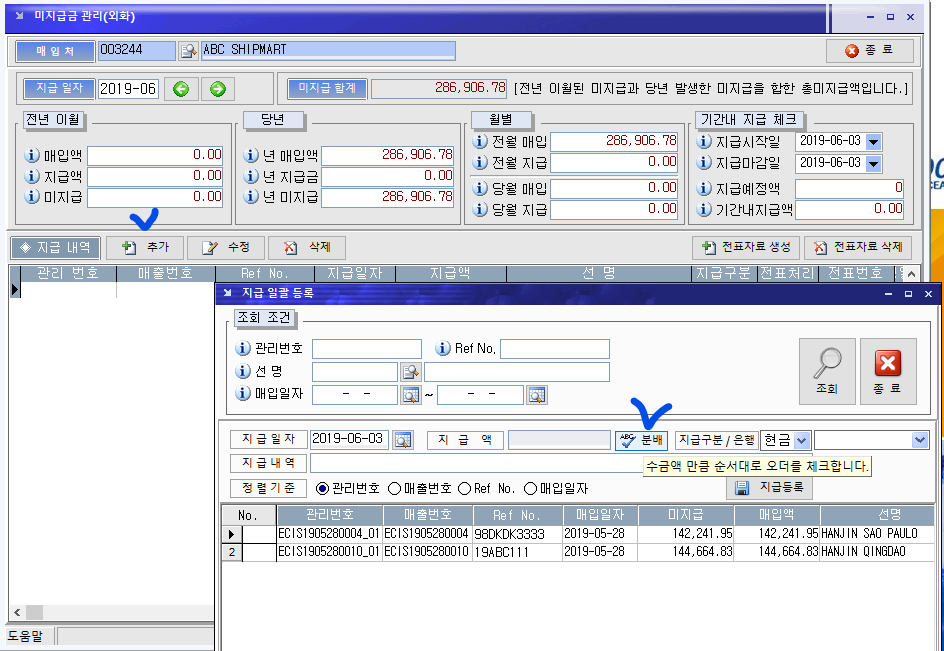 미지급금 관리(외화)
매 입 처 003244 ABC SHIPMART 종 료
지급 일자 2019-06 미지급 합계 286,906.78 [전년 이월된 미지급과 당년 발생한 미지급을 합한 총미지급액입니다.]
전년 이월 당년 월별 기간내 지급 체크
매입액 0.00 년 매입액 286,906.78 전월 매입 286,906.78 지급시작일 2019-06-03
지급액 0.00 년 지급금 0.00 전월 지급 0.00 지급마감일 2019-06-03
미지급 0.00 년 미지급 286,906.78 당월 매입 0.00 지급예정액 0
당월 지급 0.00 기간내지급액 0.00
지급 내역 추가 수정 삭제 전표자료 생성 전표자료 삭제
관리 번호 매출번호 Ref No. 지급일자 지급액 선 명 지급구분 전표처리 전표번호
지급 일괄 등록
조회 조건
관리번호 Ref No.
선 명
매입일자 - - ~ - -
조회 종 료
지급일자 2019-06-03 지 급 액 분배 지급구분/은행 현금
지급내역 수금액 만큼 순서대로 오더를 체크합니다.
정렬기준 관리번호 매출번호 Ref No. 매입일자 지급등록
No. 관리번호 매출번호 Ref No. 매입일자 미지급 매입액 선명
ECIS1905280004_01 ECIS1905280004 98DKDK3333 2019-05-28 142,241.95 142,241.95 HANJIN SAO PAULO
2 ECIS1905280010_01 ECIS1905280010 19ABC111 2019-05-28 144,664.83 144,664.83 HANJIN QINGDAO
도움말